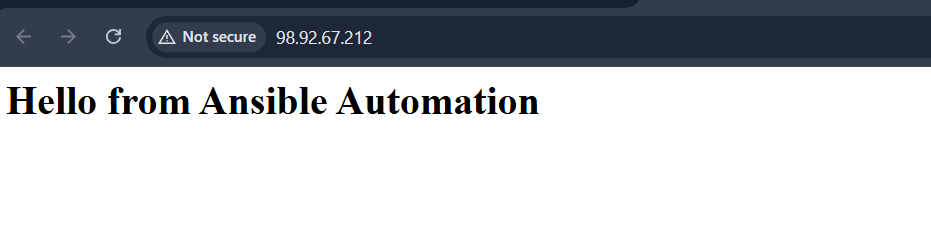 Not secure 98.92.67.212
Hello from Ansible Automation